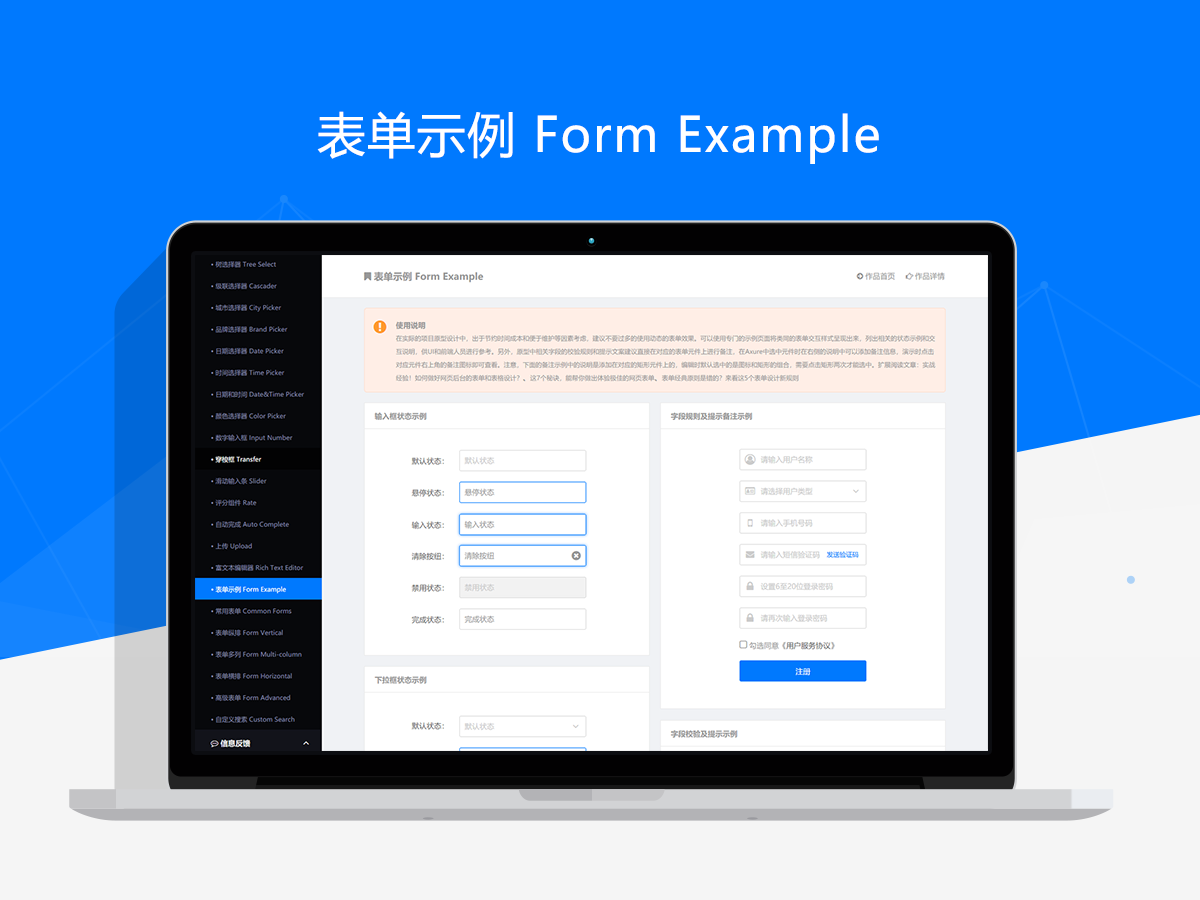 表单示例 Form Example
• 树选择器 Tree Select
• 级联选择器 Cascader
• 城市选择器 City Picker
• 品牌选择器 Brand Picker
• 日期选择器 Date Picker
• 时间选择器 Time Picker
• 日期和时间 Date&Time Picker
• 颜色选择器 Color Picker
• 数字输入框 Input Number
• 穿梭框 Transfer
• 滑动输入条 Slider
• 评分组件 Rate
• 自动完成 Auto Complete
• 上传 Upload
• 富文本编辑器 Rich Text Editor
• 表单示例 Form Example
• 常用表单 Common Forms
• 表单纵排 Form Vertical
• 表单多列 Form Multi-column
• 表单横排 Form Horizontal
• 高级表单 Form Advanced
• 自定义搜索 Custom Search
信息反馈
表单示例 Form Example
作品首页 作品详情
使用说明
在实际的项目原型设计中，出于节约时间成本和便于维护等因素考虑，建议不要过多的使用动态的表单效果。可以使用专门的示例页面将类同的表单交互样式呈现出来，列出相关的状态示例和交
互说明，供UI和前端人员进行参考。另外，原型中相关字段的校验规则和提示文案建议直接在对应的表单元件上进行备注，在Axure中选中元件时在右侧的说明中可以添加备注信息，演示时点击
对应元件右上角的备注图标即可查看。注意，下面的备注示例中的说明是添加在对应的矩形元件上的，编辑时默认选中的是图标和矩形的组合，需要点击矩形两次才能选中。扩展阅读文章：实战
经验！如何做好网页后台的表单和表格设计？。这7个秘诀，能帮你做出体验极佳的网页表单。表单经典原则是错的？来看这5个表单设计新规则
输入框状态示例
默认状态： 默认状态
悬停状态： 悬停状态
输入状态： 输入状态
清除按钮： 清除按钮
禁用状态： 禁用状态
完成状态： 完成状态
下拉框状态示例
默认状态： 默认状态
字段规则及提示备注示例
请输入用户名称
请选择用户类型
请输入手机号码
请输入短信验证码 发送验证码
设置6至20位登录密码
请再次输入登录密码
勾选同意《用户服务协议》
注册
字段校验及提示示例